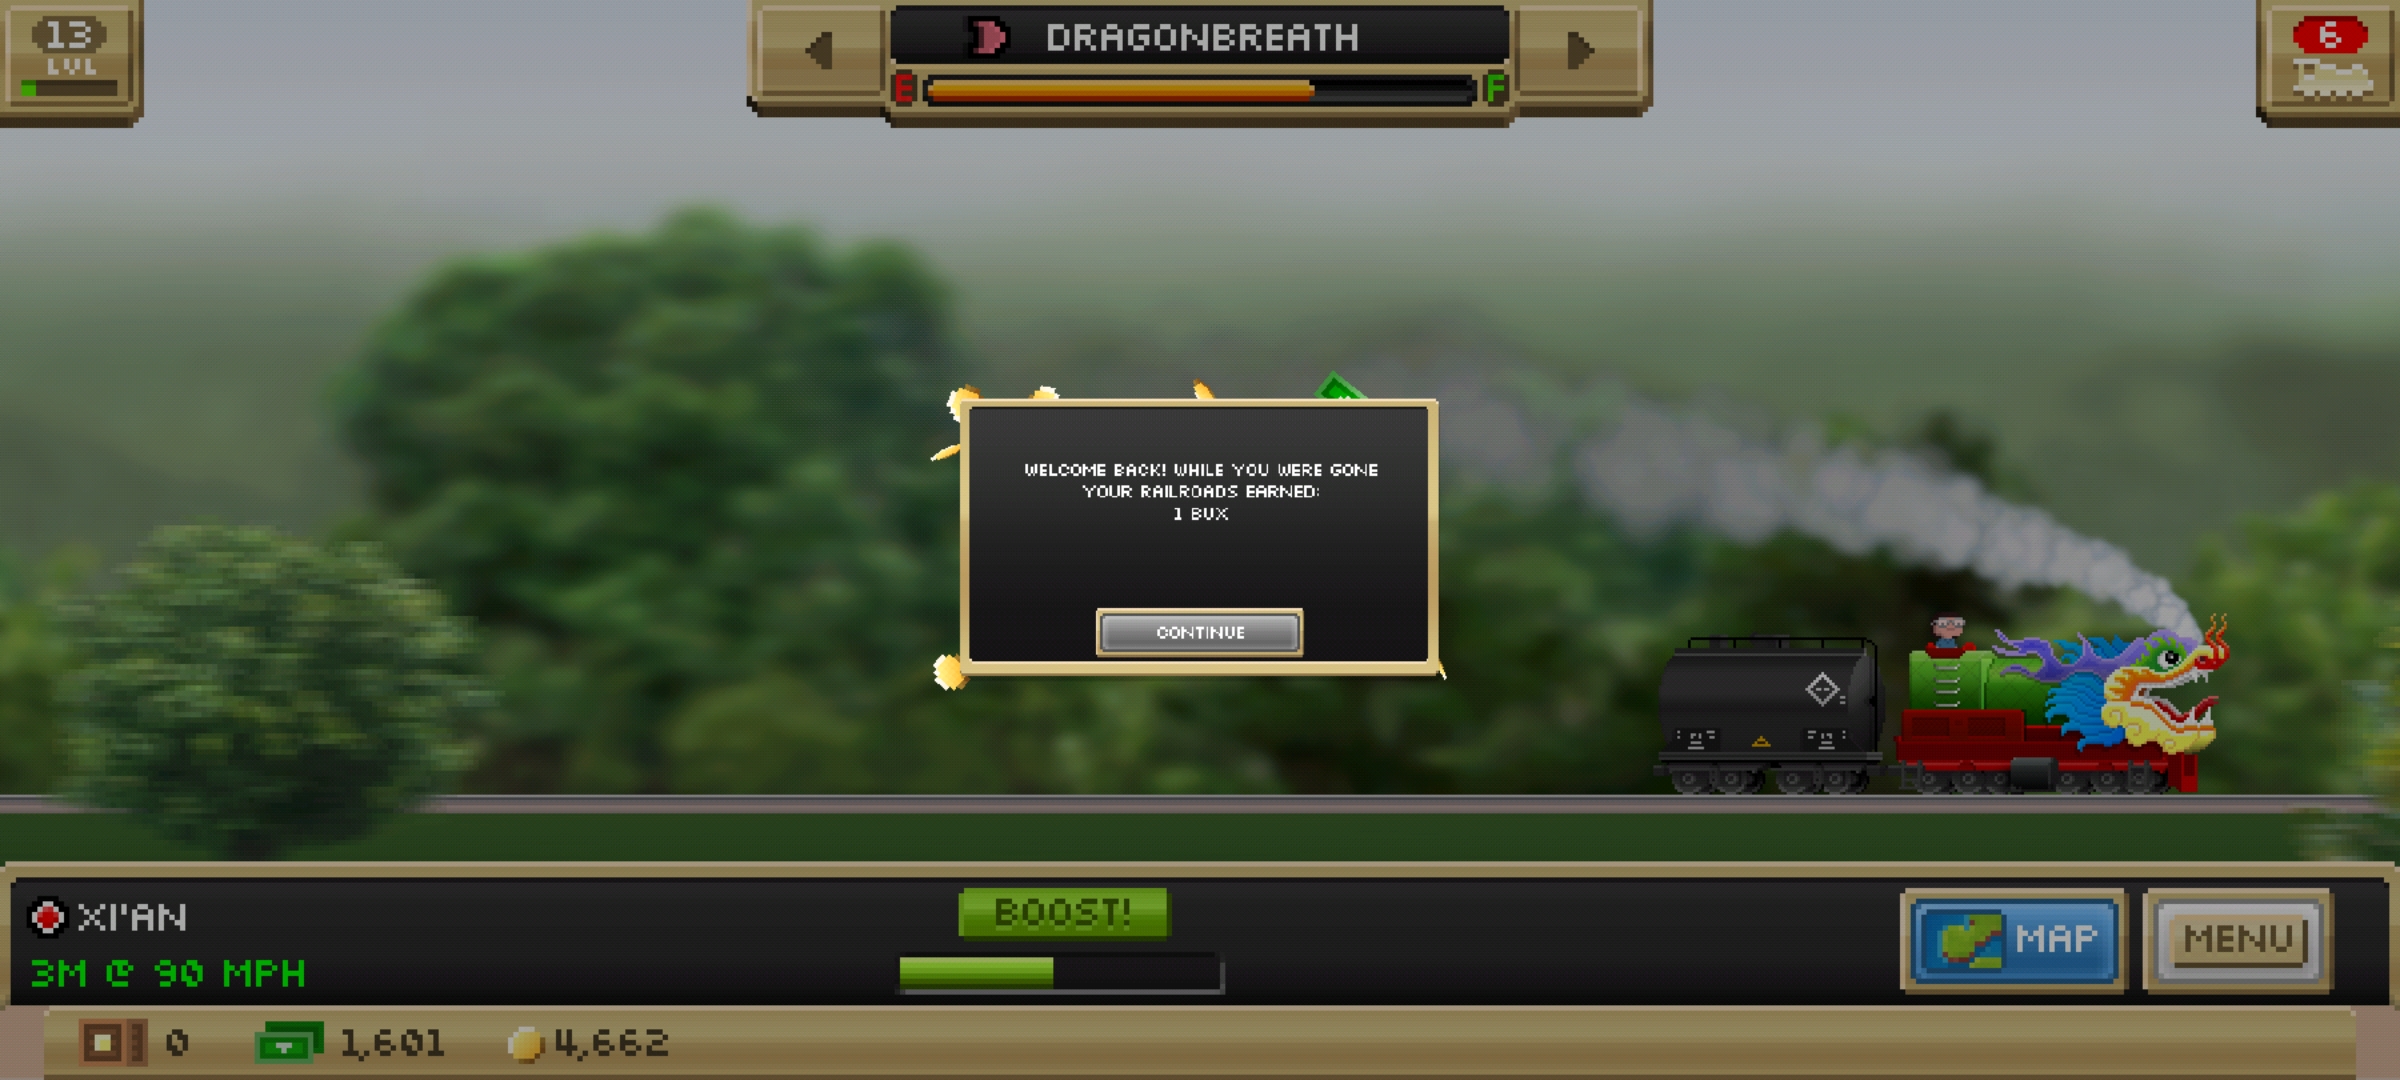 13
LVL
DRAGONBREATH
E F
6
WELCOME BACK! WHILE YOU WERE GONE
YOUR RAILROADS EARNED:
1 BUX
CONTINUE
XI'AN
3M @ 90 MPH
BOOST!
MAP
MENU
0 1,601 4,662